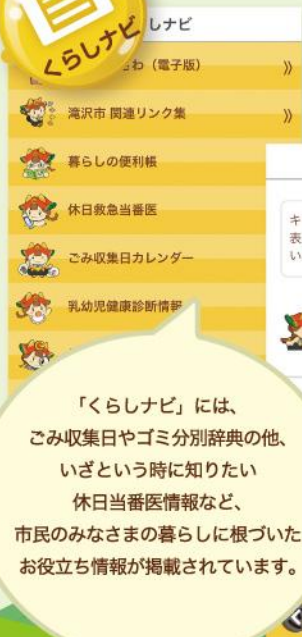 くらしナビ
しナビ
わ（電子版）
滝沢市 関連リンク集
暮らしの便利帳
休日救急当番医
ごみ収集日カレンダー
乳幼児健康診断情報
キ
表
い
「くらしナビ」には、
ごみ収集日やゴミ分別辞典の他、
いざという時に知りたい
休日当番医情報など、
市民のみなさまの暮らしに根づいた
お役立ち情報が掲載されています。